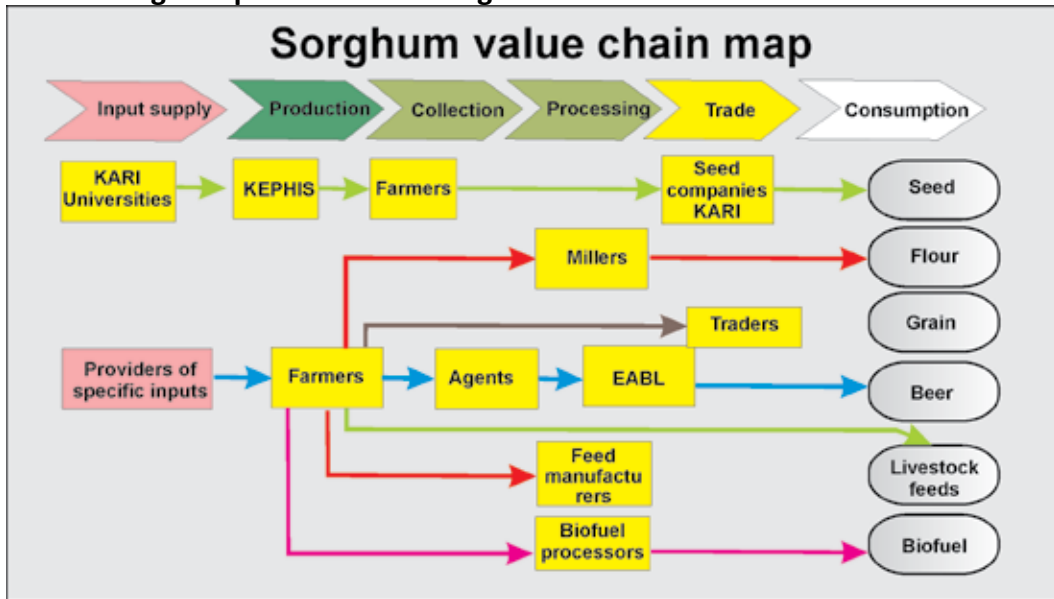 Sorghum value chain map
Input supply
Production
Collection
Processing
Trade
Consumption
KARI
Universities
KEPHIS
Farmers
Seed
companies
KARI
Seed
Millers
Flour
Traders
Grain
Providers of
specific inputs
Farmers
Agents
EABL
Beer
Feed
manufactu
rers
Livestock
feeds
Biofuel
processors
Biofuel